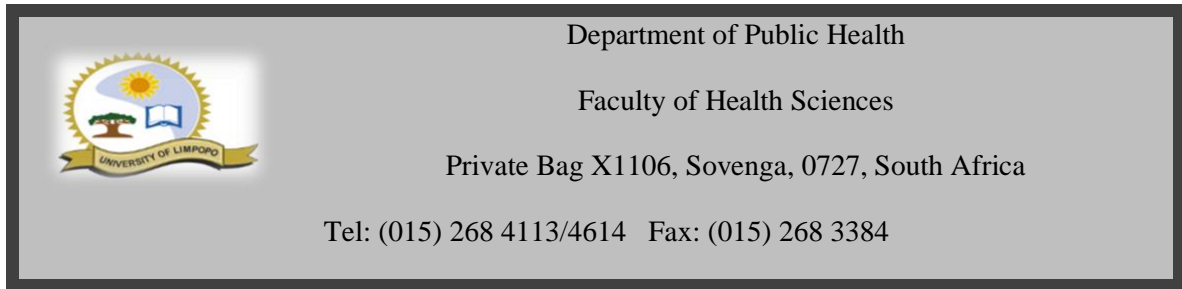 Department of Public Health
Faculty of Health Sciences
Private Bag X1106, Sovenga, 0727, South Africa
Tel: (015) 268 4113/4614   Fax: (015) 268 3384
UNIVERSITY OF LIMPOPO